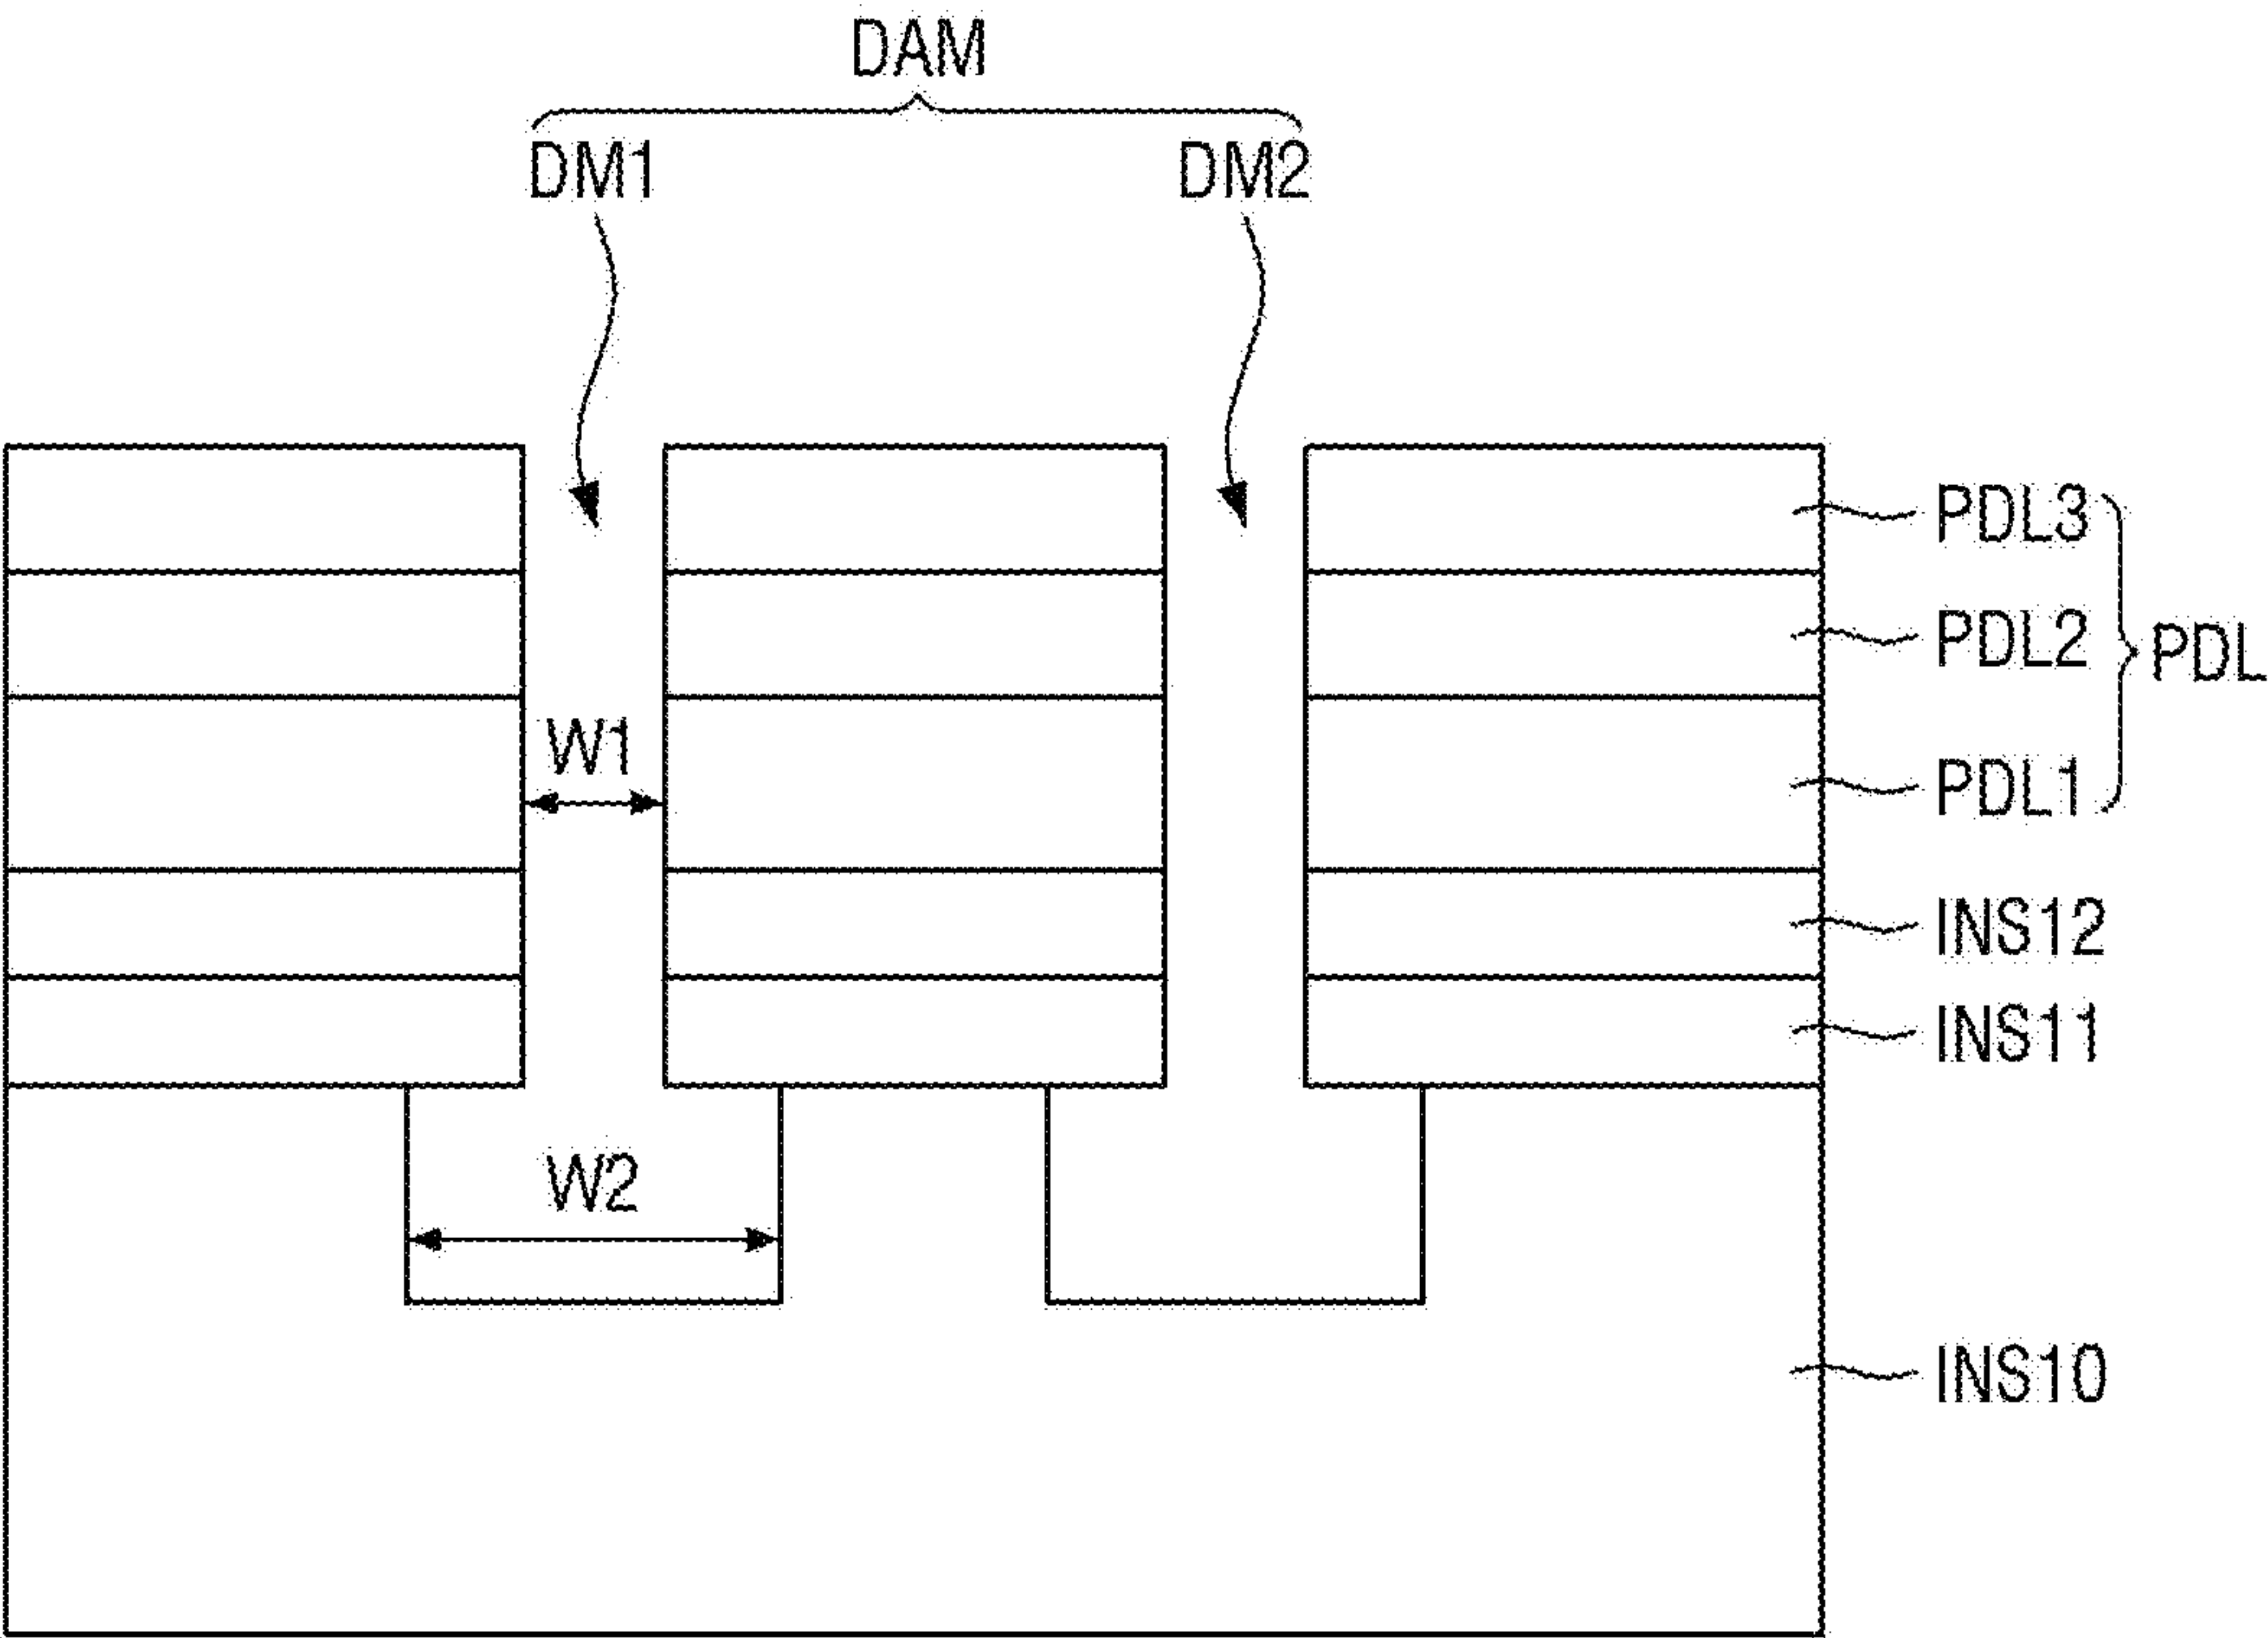 DAM
DM1 DM2
PDL3
PDL2
PDL
W1
PDL1
INS12
INS11
W2
INS10